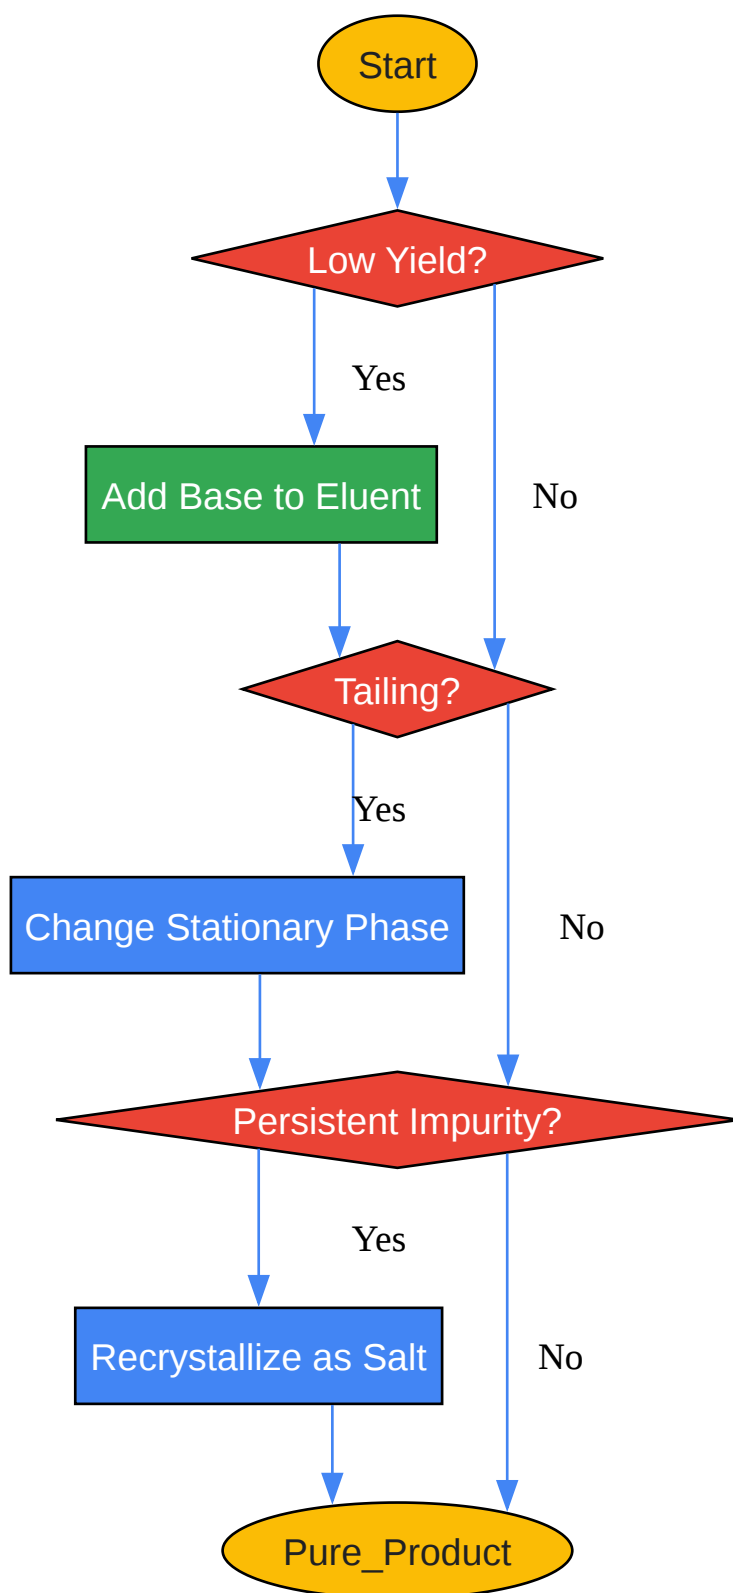 Start
Low Yield?
Yes
Add Base to Eluent
No
Tailing?
Yes
Change Stationary Phase
No
Persistent Impurity?
Yes
Recrystallize as Salt
No
Pure_Product